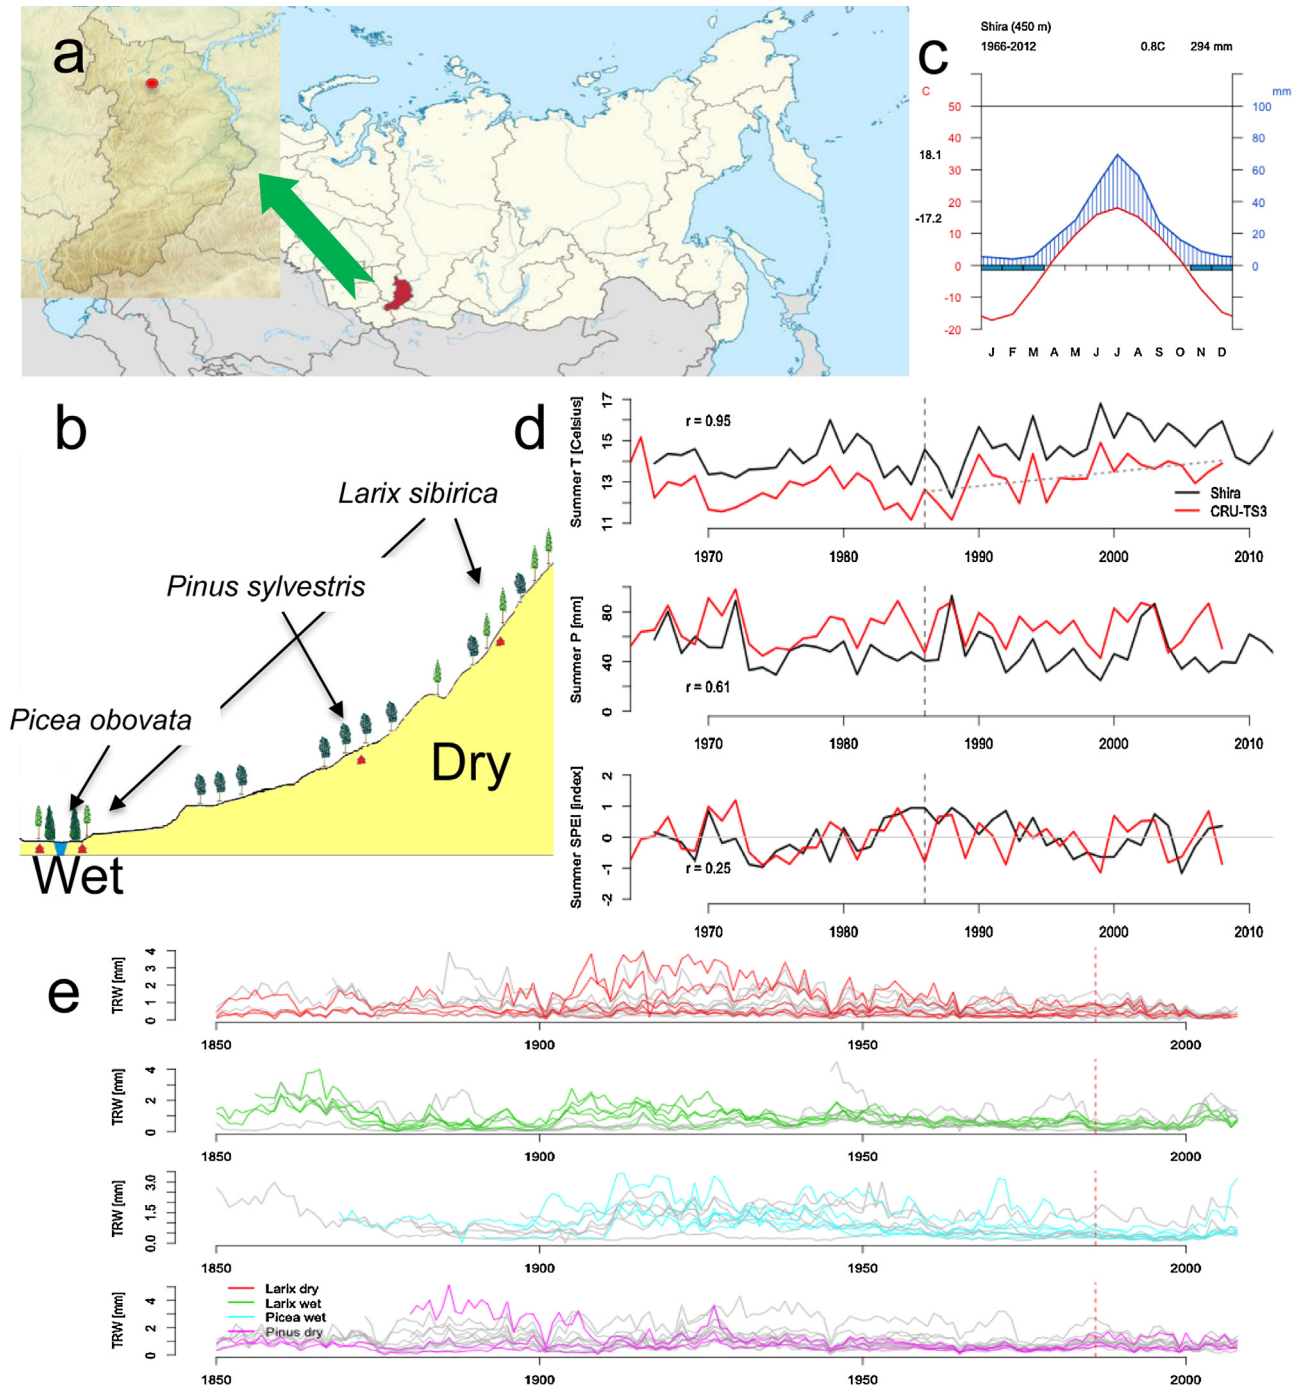 a
c
Shira (450 m)
1966-2012 0.8C 294 mm
C mm
50 100
40 80
18.1
30 60
-17.2
20 40
10 20
0 0
-10
-20
J F M A M J J A S O N D
b
Larix sibirica
Pinus sylvestris
Picea obovata
Dry
Wet
d
Summer T [Celsius]
17
15
13
11
r = 0.95
Shira
CRU-TS3
1970 1980 1990 2000 2010
Summer P [mm]
80
40
0
r = 0.61
1970 1980 1990 2000 2010
Summer SPEI [index]
2
1
0
-1
-2
r = 0.25
1970 1980 1990 2000 2010
e
TRW [mm]
4
3
2
1
0
1850 1900 1950 2000
TRW [mm]
4
2
0
1850 1900 1950 2000
TRW [mm]
3.0
1.5
0.0
1850 1900 1950 2000
TRW [mm]
4
2
0
Larix dry
Larix wet
Picea wet
Pinus dry
1850 1900 1950 2000